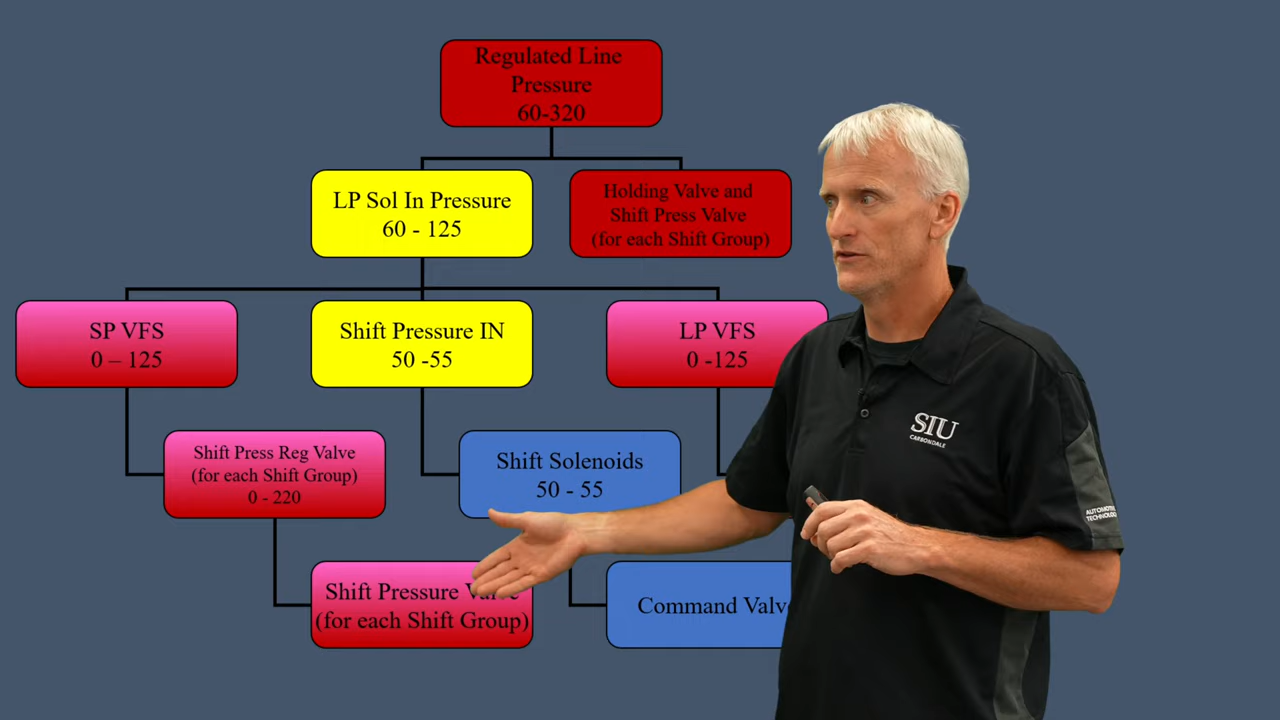 Regulated Line
Pressure
60-320
LP Sol In Pressure
60 - 125
Holding Valve and
Shift Press Valve
(for each Shift Group)
SP VFS
0 – 125
Shift Pressure IN
50 -55
LP VFS
0 -125
Shift Press Reg Valve
(for each Shift Group)
0 - 220
Shift Solenoids
50 - 55
Shift Pressure
(for each Shift Group)
Command
SIU
CARBONDALE
AUTOMOTIVE
TECHNOLOGY